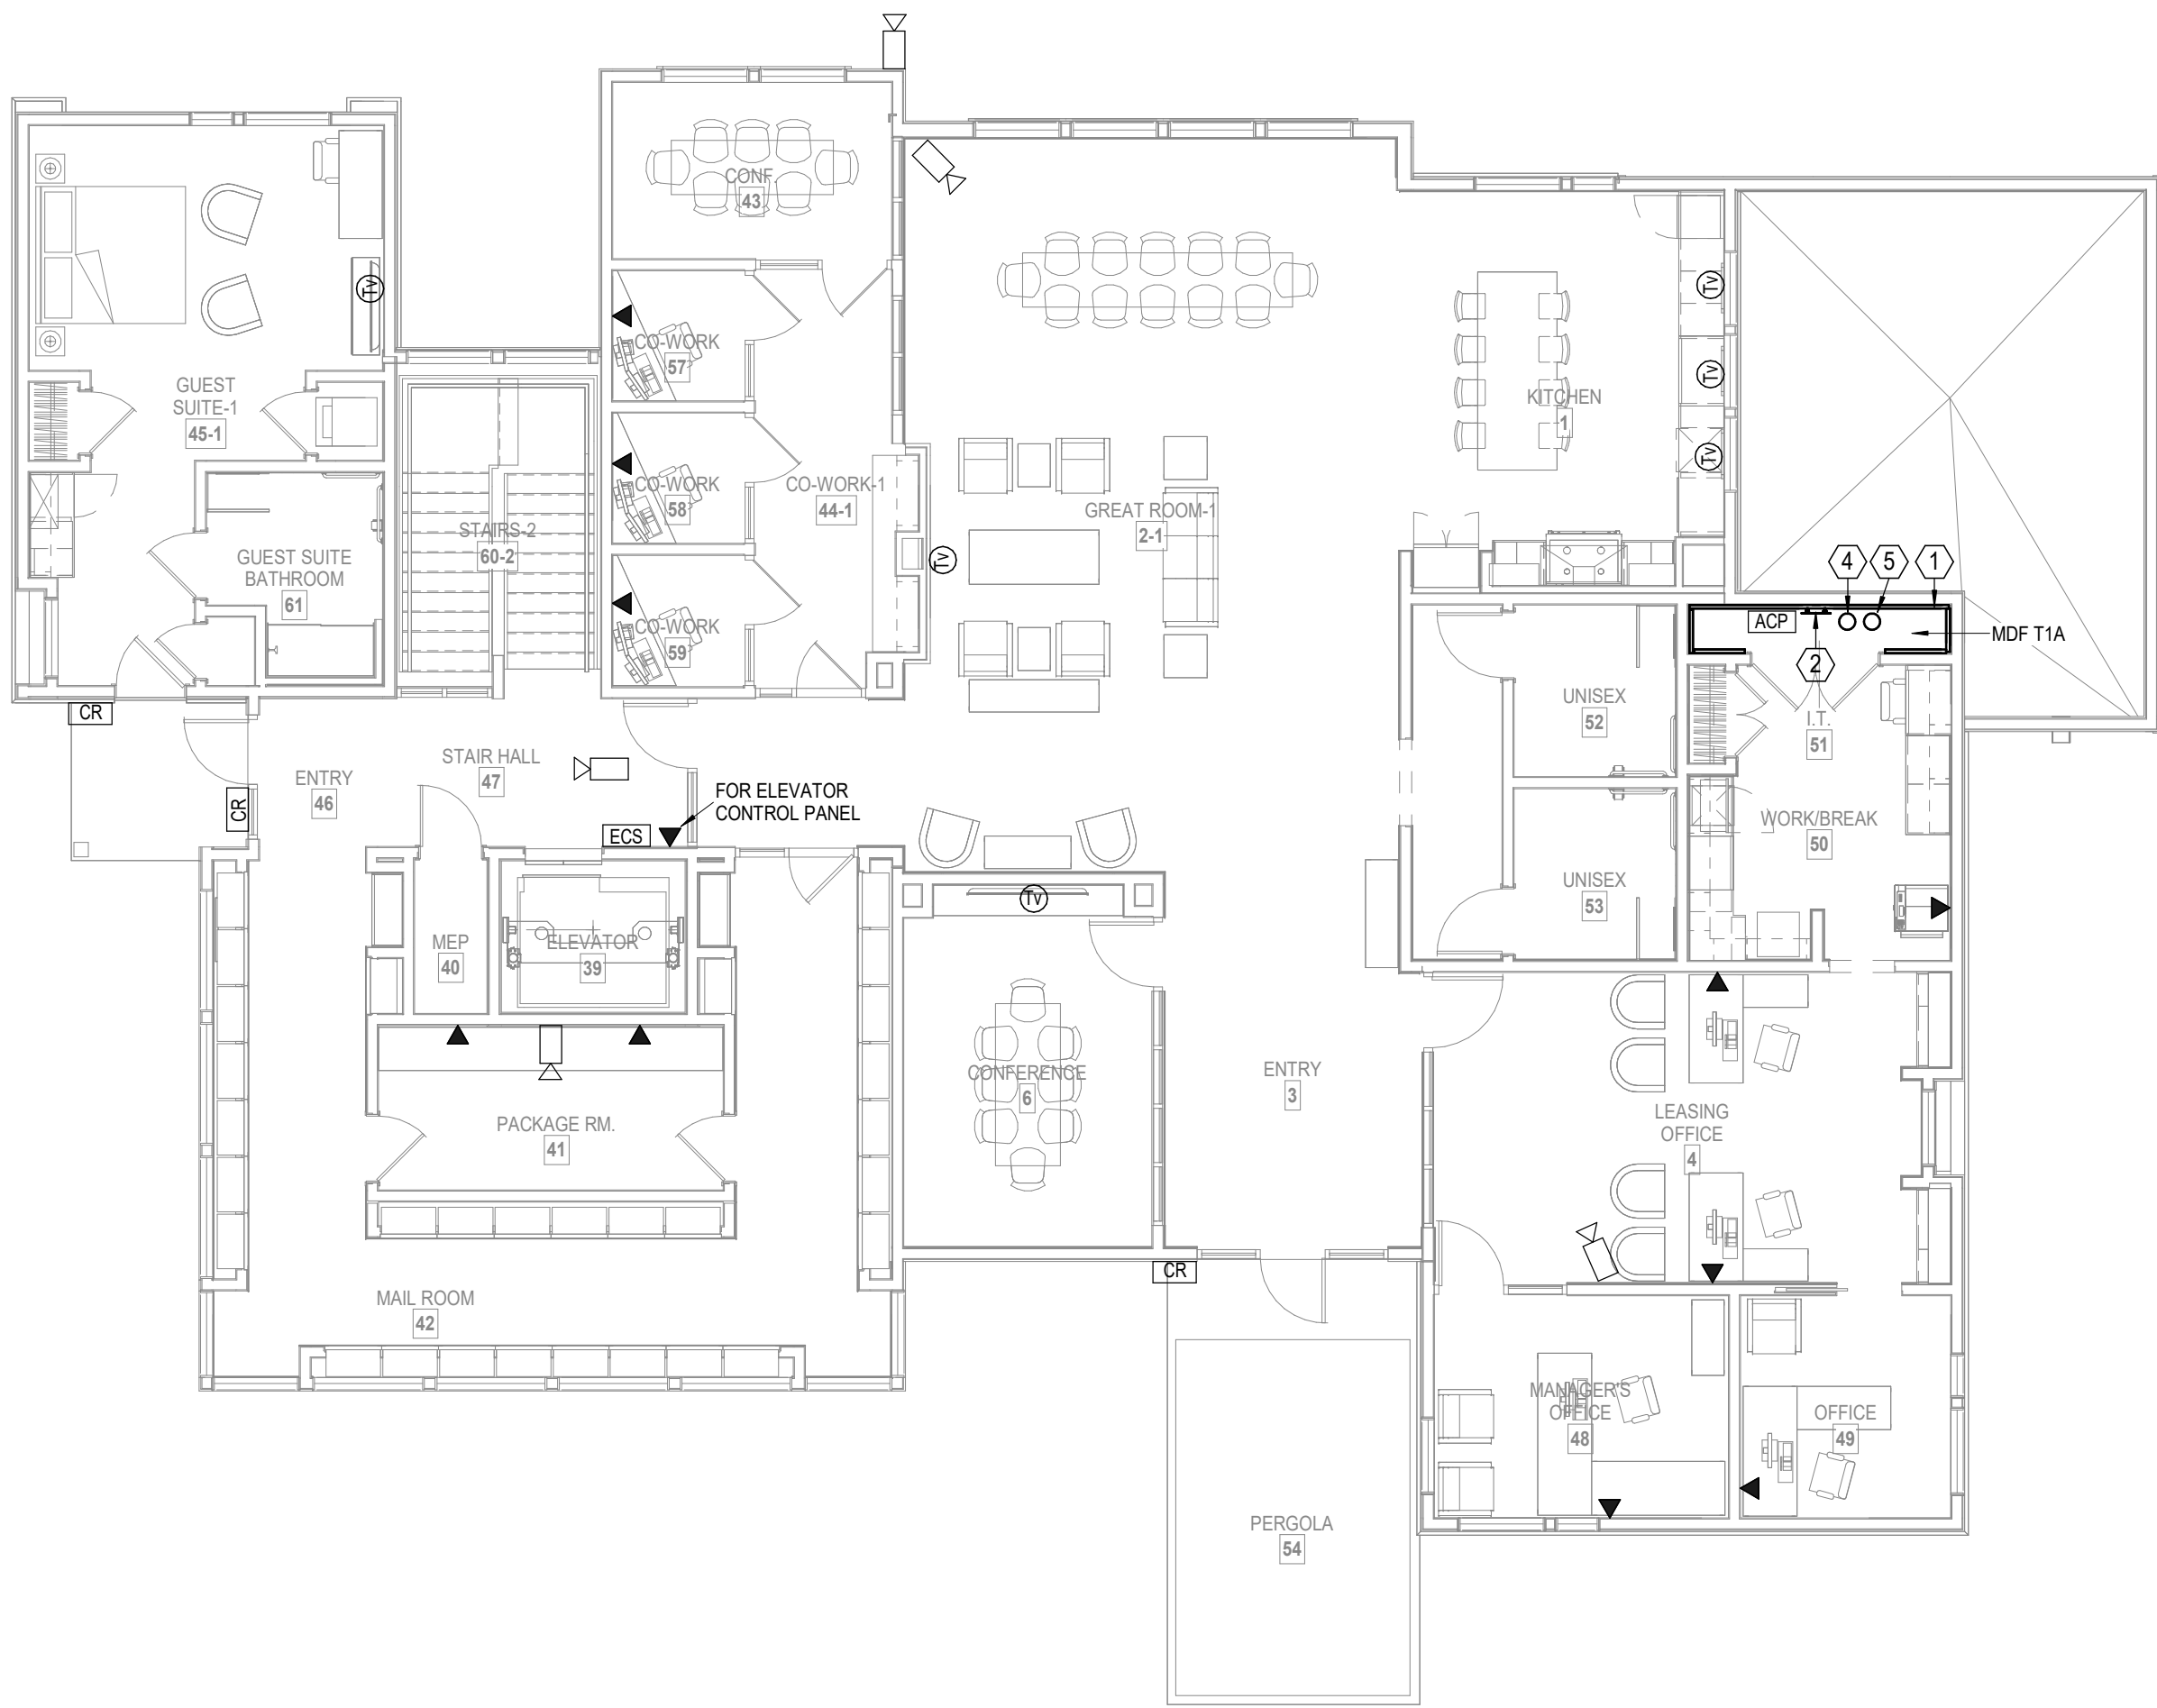 CONF.
43
Tv
CO-WORK
57
Tv
Tv
Tv
GUEST
SUITE-1
45-1
KITCHEN
1
CO-WORK
58
CO-WORK-1
44-1
GREAT ROOM-1
2-1
STAIRS-2
60-2
GUEST SUITE
BATHROOM
61
Tv
4
5
1
ACP
MDF T1A
2
CO-WORK
59
CR
UNISEX
52
I.T.
51
STAIR HALL
47
ENTRY
46
CR
FOR ELEVATOR
CONTROL PANEL
ECS
WORK/BREAK
50
UNISEX
53
Tv
MEP
40
ELEVATOR
39
CONFERENCE
6
ENTRY
3
PACKAGE RM.
41
LEASING
OFFICE
4
CR
MAIL ROOM
42
MANAGER'S
OFFICE
48
OFFICE
49
PERGOLA
54